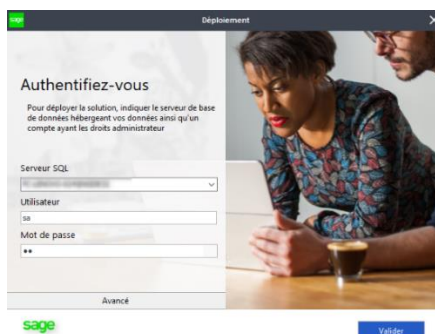 sage
Déploiement
Authentifiez-vous
Pour déployer la solution, indiquer le serveur de base
de données hébergeant vos données ainsi qu'un
compte ayant les droits administrateur
Serveur SQL
Utilisateur
sa
Mot de passe
••
Avancé
sage
Valider